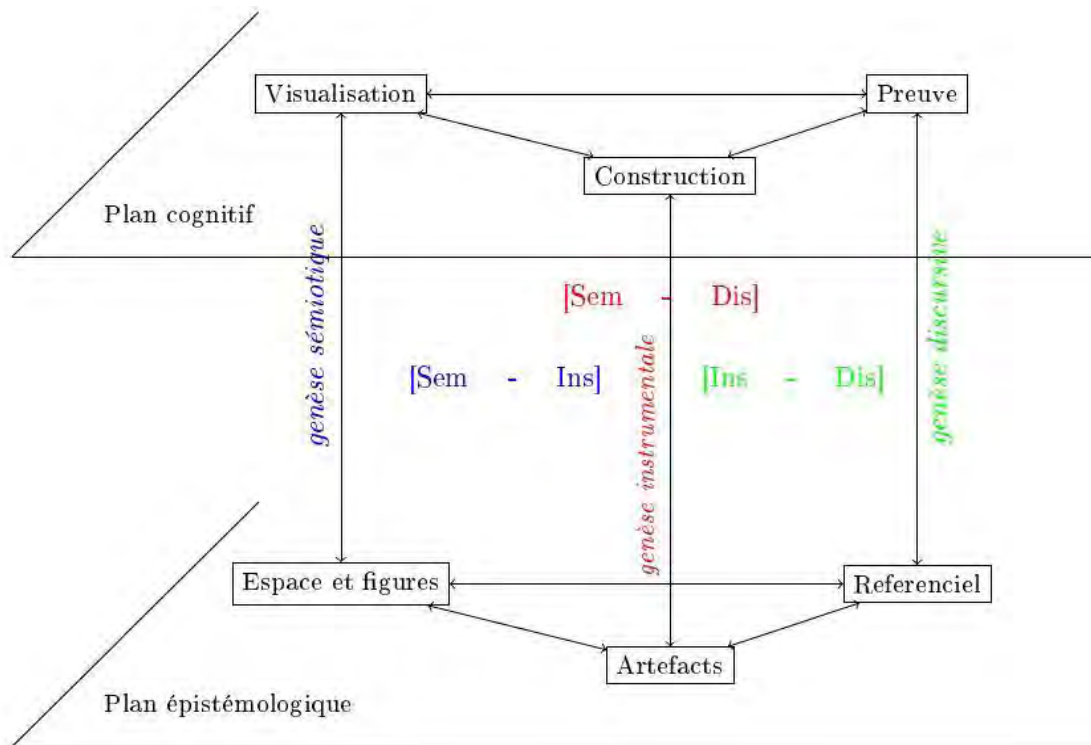 Visualisation
Preuve
Construction
Plan cognitif
genèse sémiotique
[Sem - Dis]
genèse discursive
[Sem - Ins]
[Ins - Dis]
genèse instrumentale
Espace et figures
Referenciel
Artefacts
Plan épistémologique